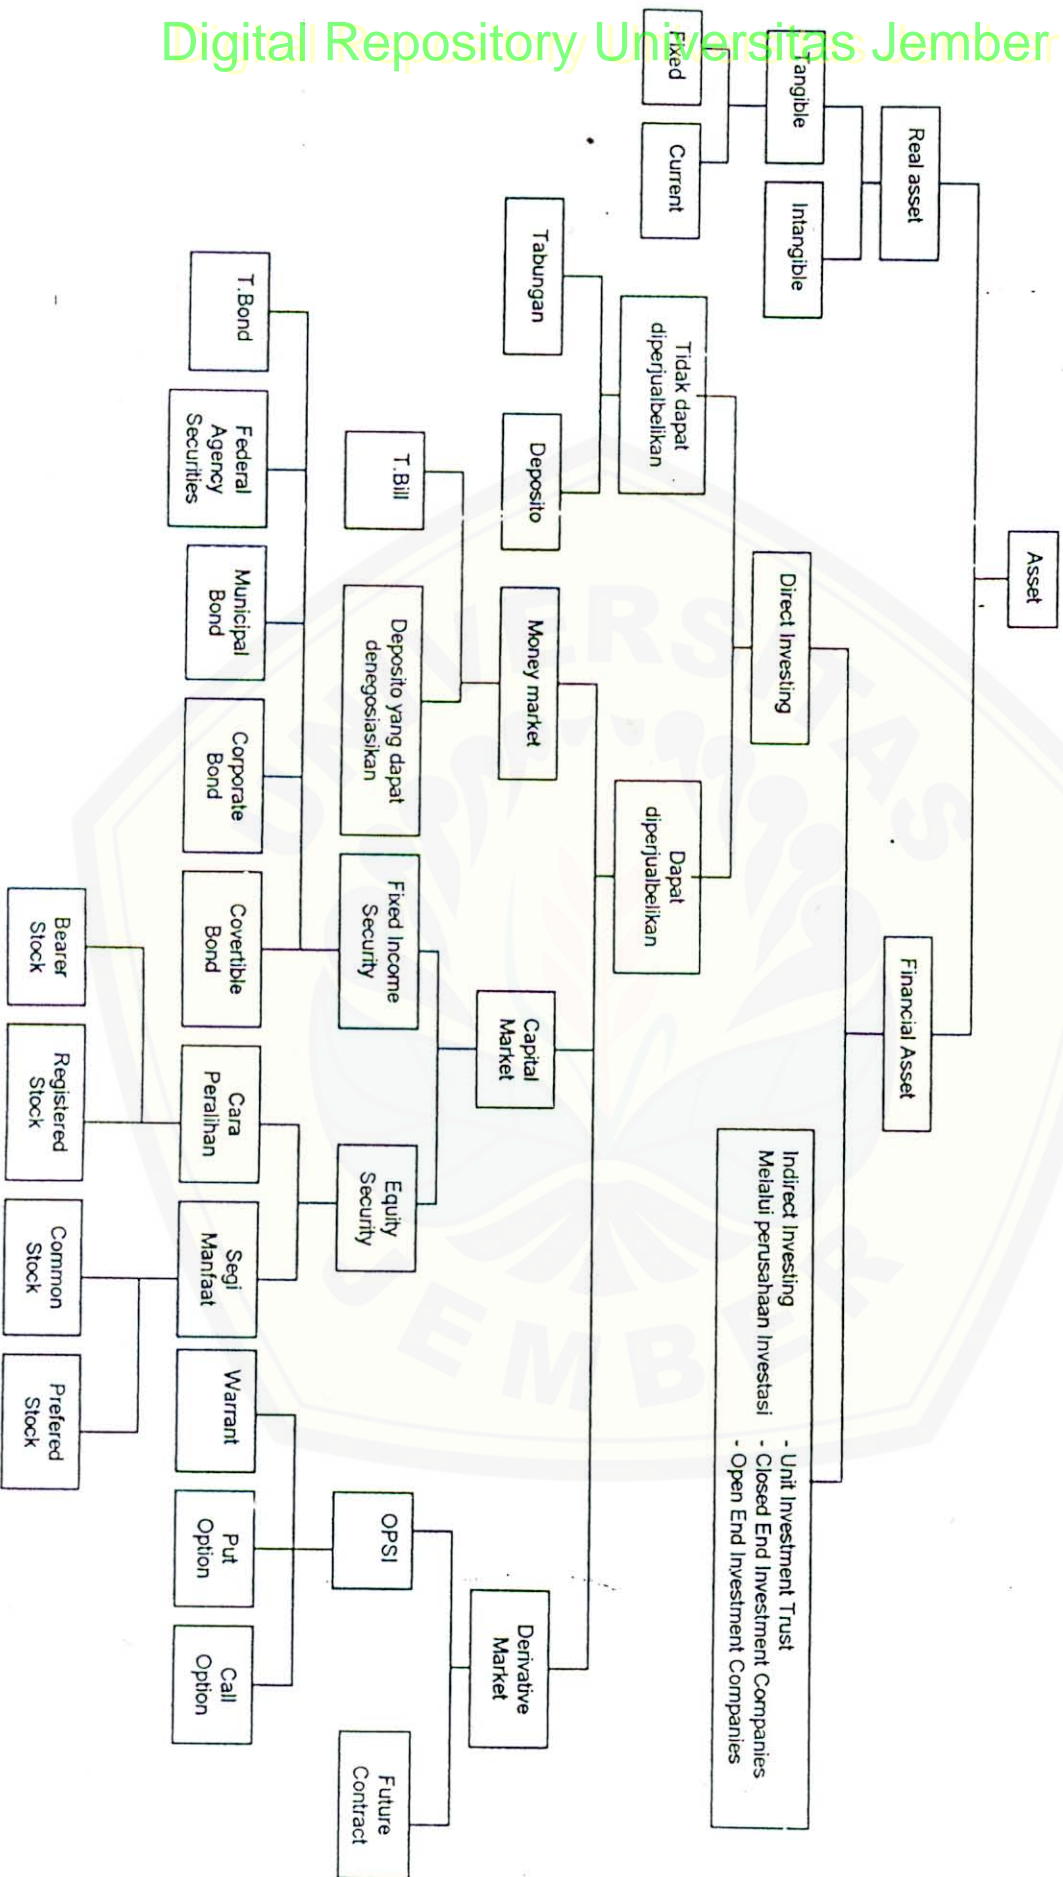 Digital Repository Universitas Jember
Asset
Real asset
Financial Asset
Tangible
Intangible
Direct Investing
Indirect Investing
Melalui perusahaan Investasi
- Unit Investment Trust
- Closed End Investment Companies
- Open End Investment Companies
Fixed
Current
Tidak dapat
diperjualbelikan
Dapat
diperjualbelikan
Tabungan
Deposito
Money market
Capital
Market
Derivative
Market
T.Bill
Deposito yang dapat
denegosiasikan
Fixed Income
Security
Equity
Security
OPSI
Future
Contract
T.Bond
Federal
Agency
Securities
Municipal
Bond
Corporate
Bond
Covertible
Bond
Cara
Peralihan
Segi
Manfaat
Warrant
Put
Option
Call
Option
Bearer
Stock
Registered
Stock
Common
Stock
Prefered
Stock
UNIVERSITAS
JEMBER